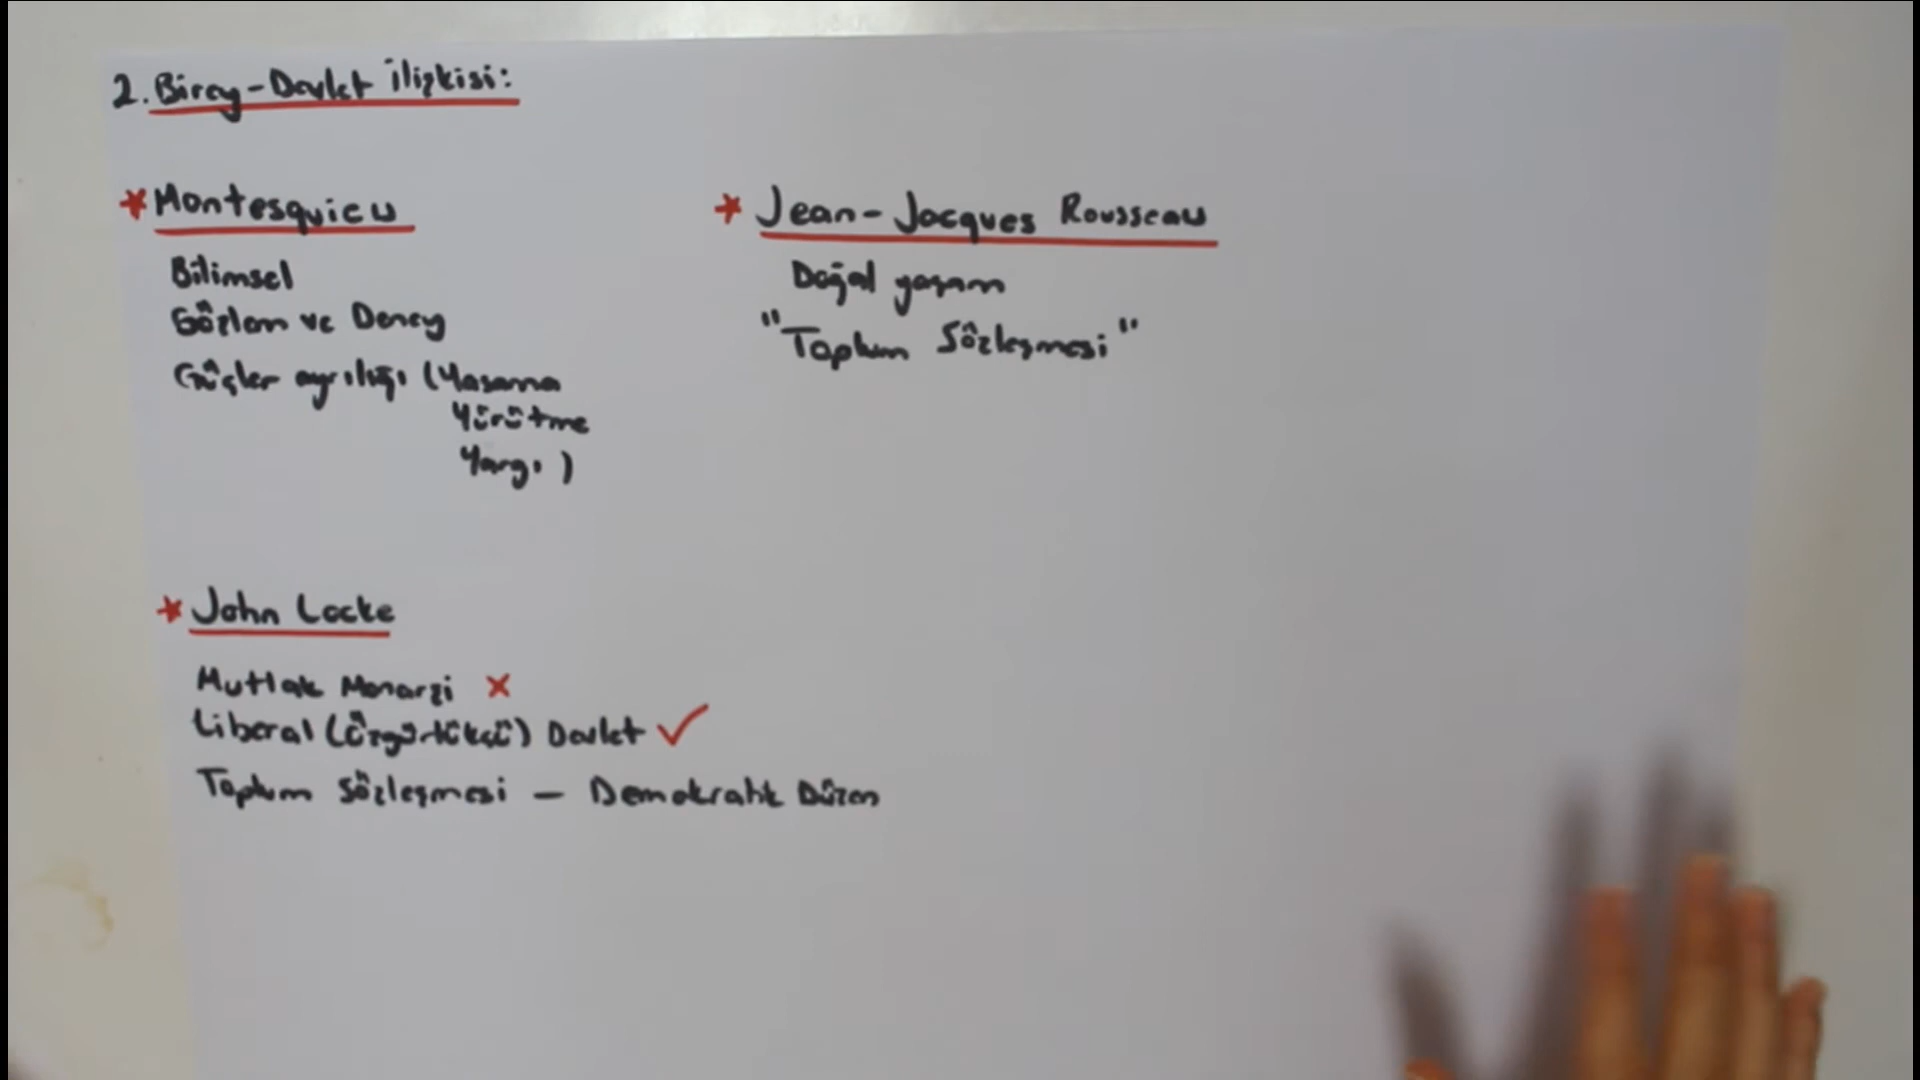 2. Birey-Devlet ilişkisi:
* Montesquieu
Bilimsel
Gözlem ve Deney
Güçler ayrılığı (Yasama
Yürütme
Yargı)
* Jean-Jacques Rousseau
Doğal yaşam
"Toplum Sözleşmesi"
* John Locke
Mutlak Monarşi ×
Liberal (özgürlükçü) Devlet ✓
Toplum Sözleşmesi – Demokratik Düzen